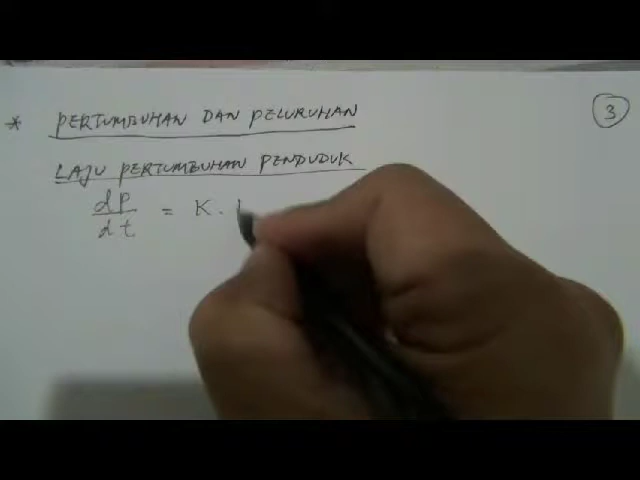 3
* PERTUMBUHAN DAN PELURUHAN
LAJU PERTUMBUHAN PENDUDUK
dP/dt = K .